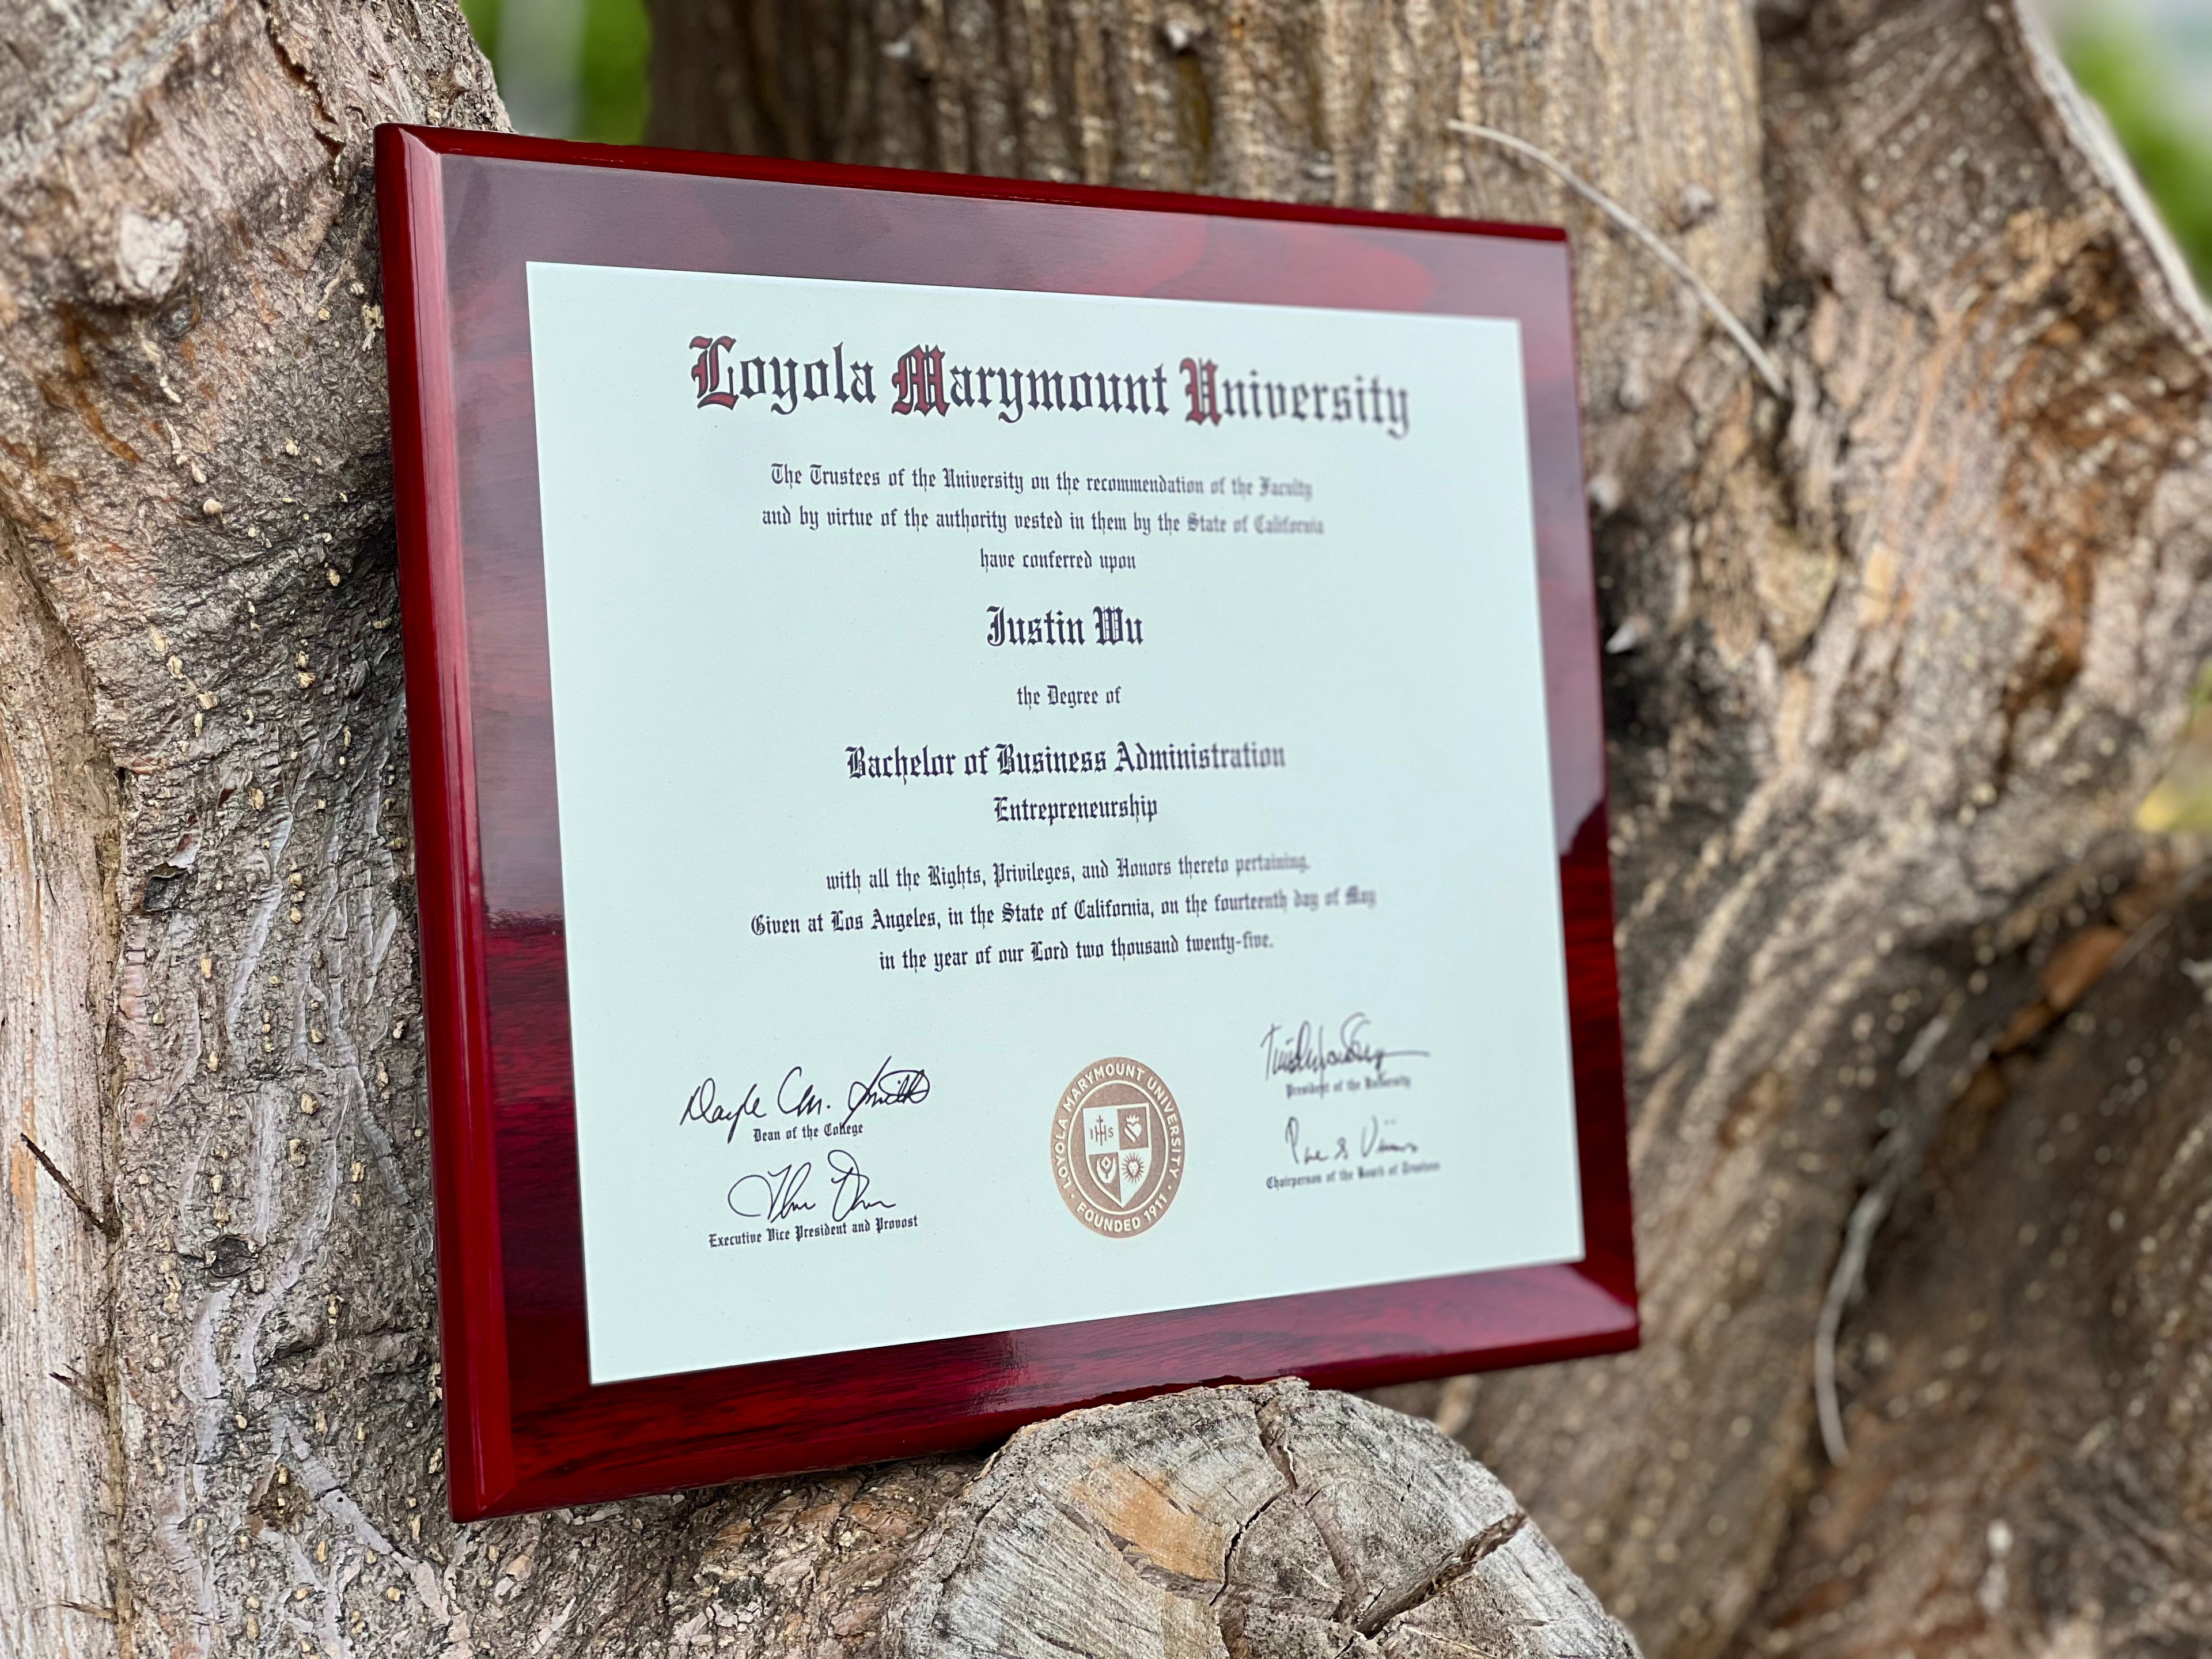 Loyola Marymount University
The Trustees of the University on the recommendation of the Faculty
and by virtue of the authority vested in them by the State of California
have conferred upon
Justin Wu
the Degree of
Bachelor of Business Administration
Entrepreneurship
with all the Rights, Privileges, and Honors thereto pertaining.
Given at Los Angeles, in the State of California, on the fourteenth day of May
in the year of our Lord two thousand twenty-five.
Dayle M. Smith
Dean of the College
Executive Vice President and Provost
LOYOLA MARYMOUNT UNIVERSITY · FOUNDED 1911 ·
IHS
President of the University
Chairperson of the Board of Trustees